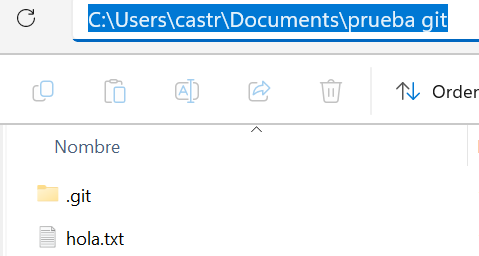 C:\Users\castr\Documents\prueba git
Order
Nombre
.git
hola.txt